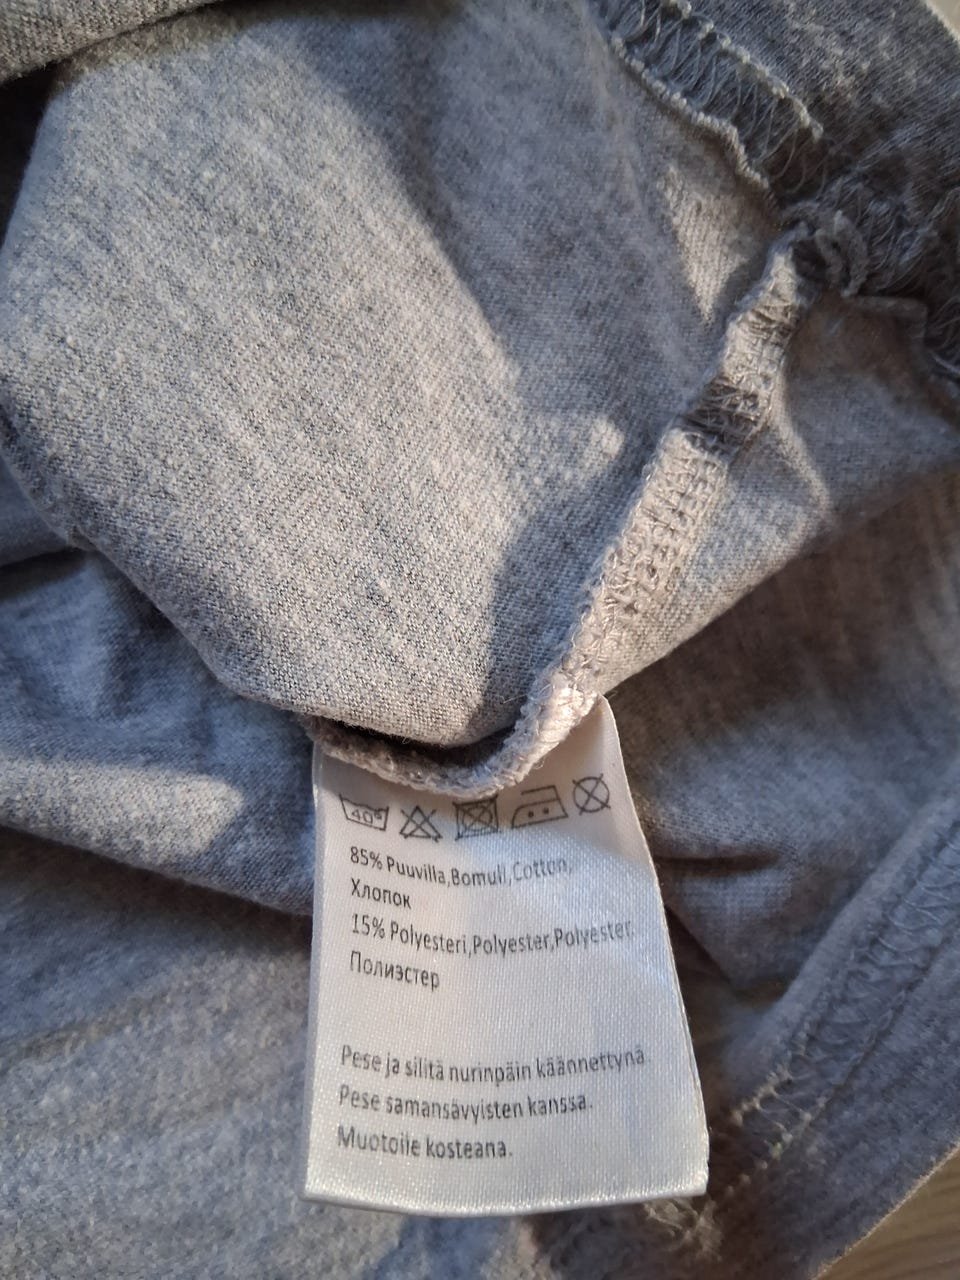 40°
85% Puuvilla,Bomull,Cotton,
Хлопок
15% Polyesteri,Polyester,Polyester,
Полиэстер
Pese ja silitä nurinpäin käännettynä.
Pese samansävyisten kanssa.
Muotoile kosteana.